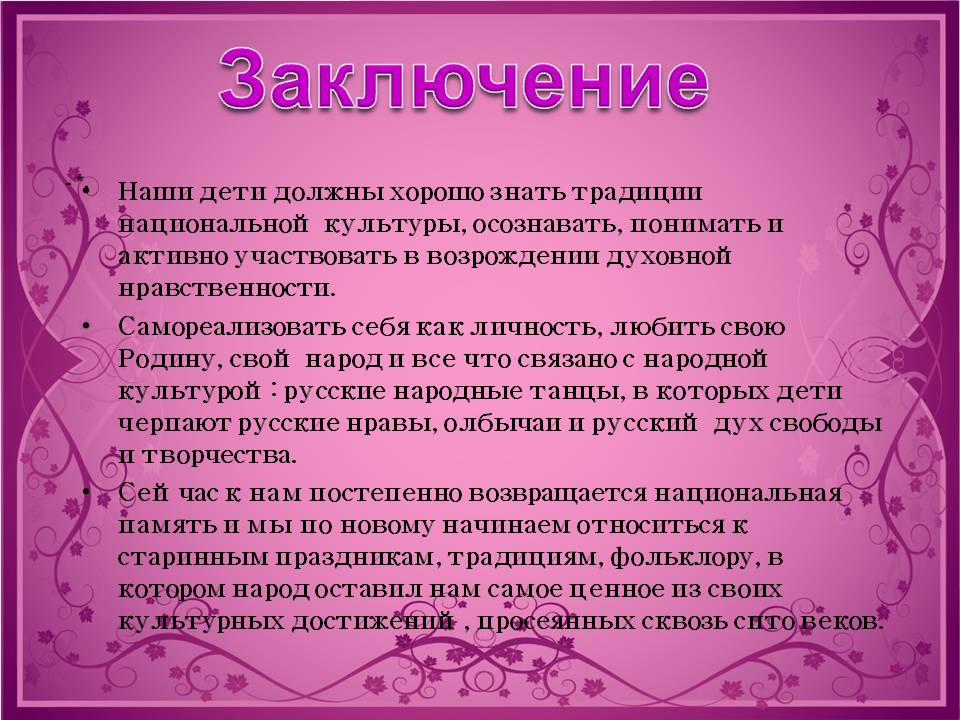 Заключение
- *
• Наши дети должны хорошо знать традиции
национальной культуры, осознавать, понимать и
активно участвовать в возрождении духовной
нравственности.
• Самореализовать себя как личность, любить свою
Родину, свой народ и все что связано с народной
культурой : русские народные танцы, в которых дети
черпают русские нравы, олбычаи и русский дух свободы
и творчества.
• Сейчас к нам постепенно возвращается национальная
память и мы по новому начинаем относиться к
старинным праздникам, традициям, фольклору, в
котором народ оставил нам самое ценное из своих
культурных достижений , просеянных сквозь сито веков.